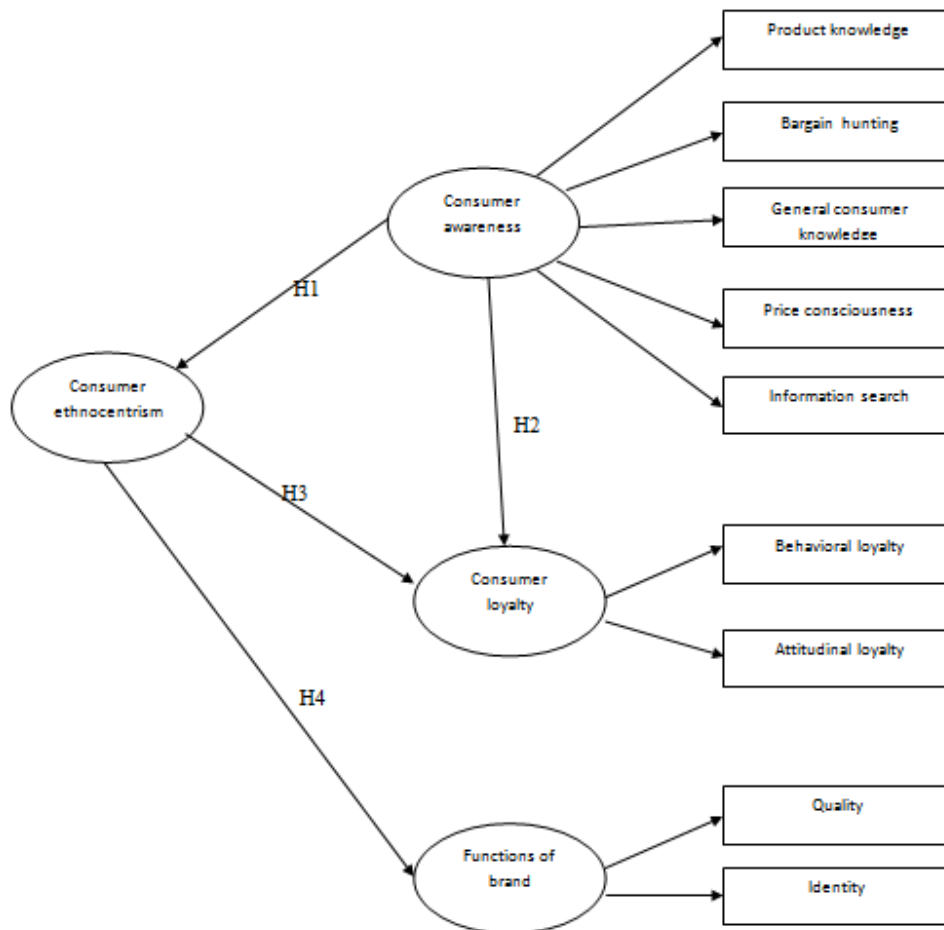 Product knowledge
Bargain hunting
Consumer
awareness
General consumer
knowledge
H1
Price consciousness
Consumer
ethnocentrism
Information search
H2
H3
Behavioral loyalty
Consumer
loyalty
Attitudinal loyalty
H4
Quality
Functions of
brand
Identity